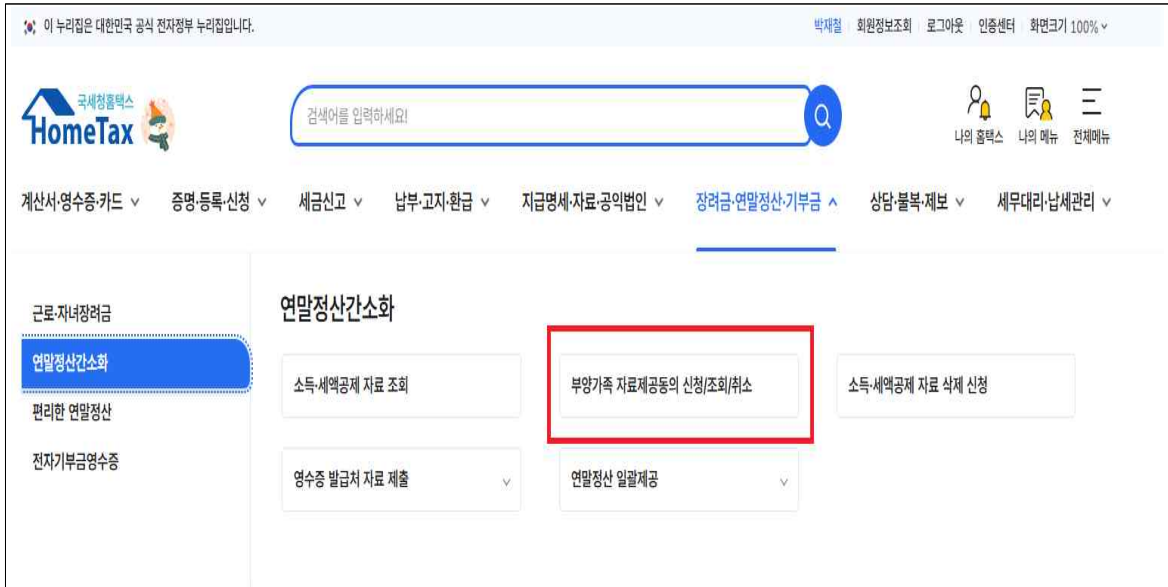 이 누리집은 대한민국 공식 전자정부 누리집입니다.
박재철 회원정보조회 로그아웃 인증센터 화면크기 100%
국세청홈택스
HomeTax
검색어를 입력하세요!
나의 홈택스 나의 메뉴 전체메뉴
계산서·영수증·카드 증명·등록·신청 세금신고 납부·고지·환급 지급명세·자료·공익법인 장려금·연말정산·기부금 상담·불복·제보 세무대리·납세관리
근로·자녀장려금
연말정산간소화
편리한 연말정산
전자기부금영수증
연말정산간소화
소득·세액공제 자료 조회
부양가족 자료제공동의 신청/조회/취소
소득·세액공제 자료 삭제 신청
영수증 발급처 자료 제출
연말정산 일괄제공